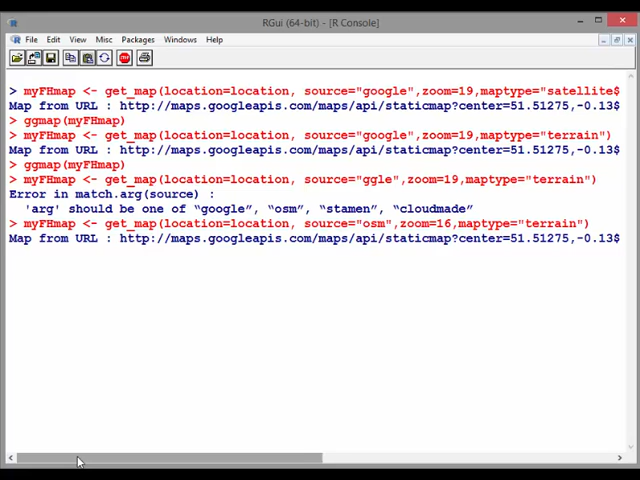 RGui (64-bit) - [R Console]
File Edit View Misc Packages Windows Help
> myFHmap <- get_map(location=location, source="google",zoom=19,maptype="satellite$
Map from URL : http://maps.googleapis.com/maps/api/staticmap?center=51.51275,-0.13$
> ggmap(myFHmap)
> myFHmap <- get_map(location=location, source="google",zoom=19,maptype="terrain")
Map from URL : http://maps.googleapis.com/maps/api/staticmap?center=51.51275,-0.13$
> ggmap(myFHmap)
> myFHmap <- get_map(location=location, source="ggle",zoom=19,maptype="terrain")
Error in match.arg(source) :
'arg' should be one of “google”, “osm”, “stamen”, “cloudmade”
> myFHmap <- get_map(location=location, source="osm",zoom=16,maptype="terrain")
Map from URL : http://maps.googleapis.com/maps/api/staticmap?center=51.51275,-0.13$